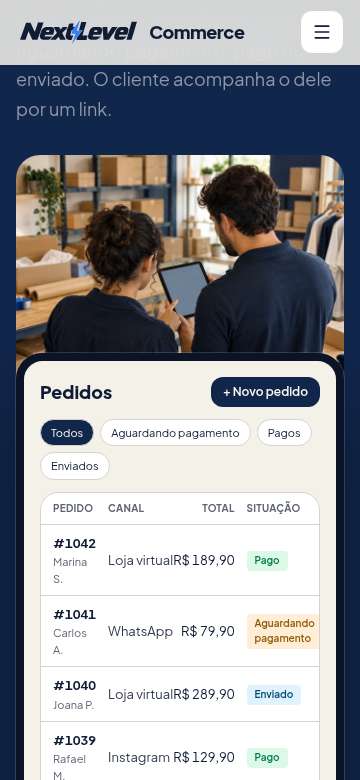 NextLevel Commerce
enviado. O cliente acompanha o dele
por um link.
Pedidos
+ Novo pedido
Todos
Aguardando pagamento
Pagos
Enviados
PEDIDO CANAL TOTAL SITUAÇÃO
#1042
Marina
S.
Loja virtual R$ 189,90 Pago
#1041
Carlos
A.
WhatsApp R$ 79,90 Aguardando
pagamento
#1040
Joana P.
Loja virtual R$ 289,90 Enviado
#1039
Rafael
M.
Instagram R$ 129,90 Pago